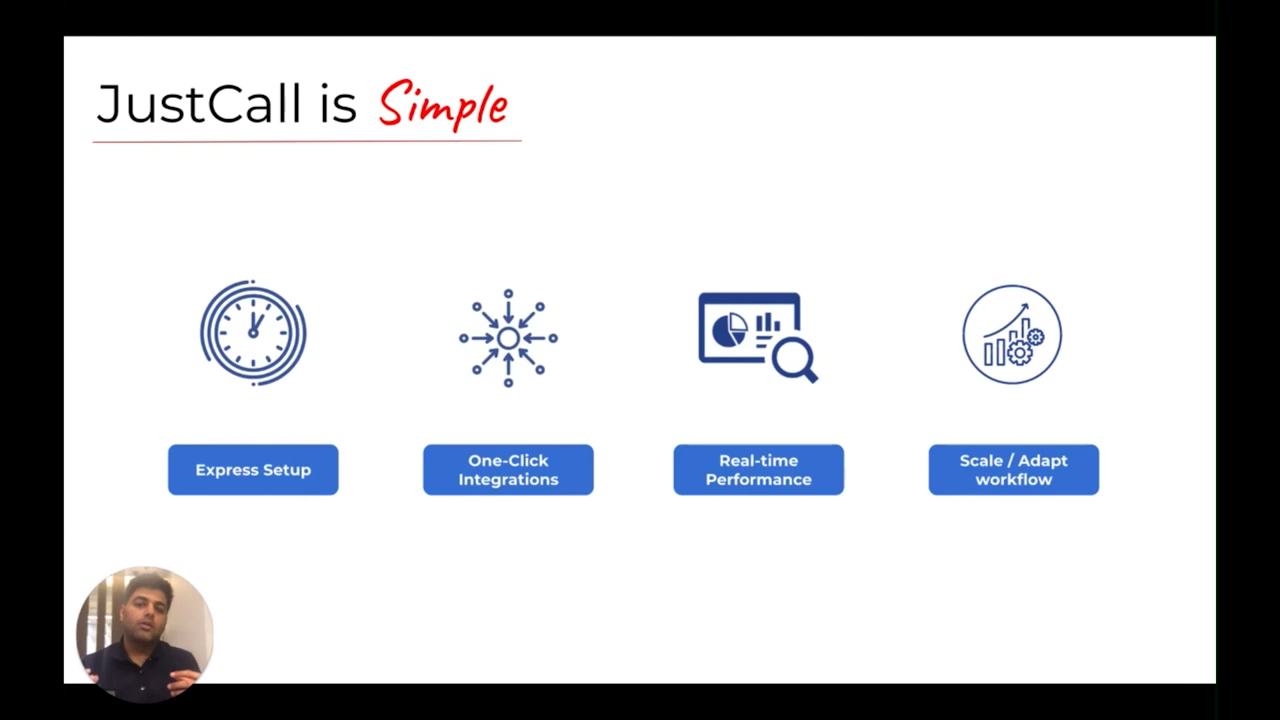 JustCall is Simple
Express Setup
One-Click
Integrations
Real-time
Performance
Scale / Adapt
workflow